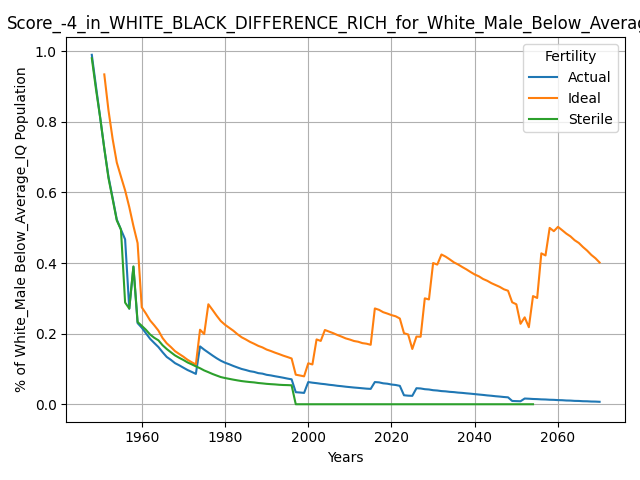 Score_-4_in_WHITE_BLACK_DIFFERENCE_RICH_for_White_Male_Below_Averag
Fertility
Actual
Ideal
Sterile
% of White_Male Below_Average_IQ Population
1.0
0.8
0.6
0.4
0.2
0.0
1960 1980 2000 2020 2040 2060
Years